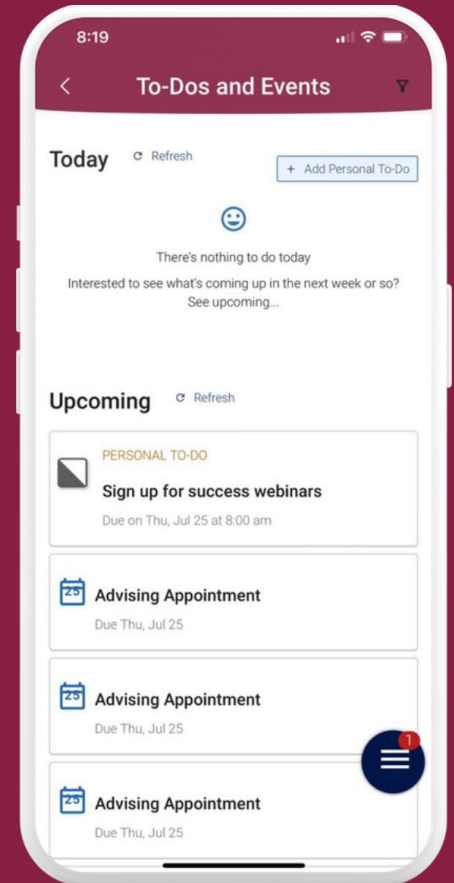 8:19
To-Dos and Events
Today
Refresh
+ Add Personal To-Do
There's nothing to do today
Interested to see what's coming up in the next week or so?
See upcoming...
Upcoming
Refresh
PERSONAL TO-DO
Sign up for success webinars
Due on Thu, Jul 25 at 8:00 am
25
Advising Appointment
Due Thu, Jul 25
25
Advising Appointment
Due Thu, Jul 25
1
25
Advising Appointment
Due Thu, Jul 25